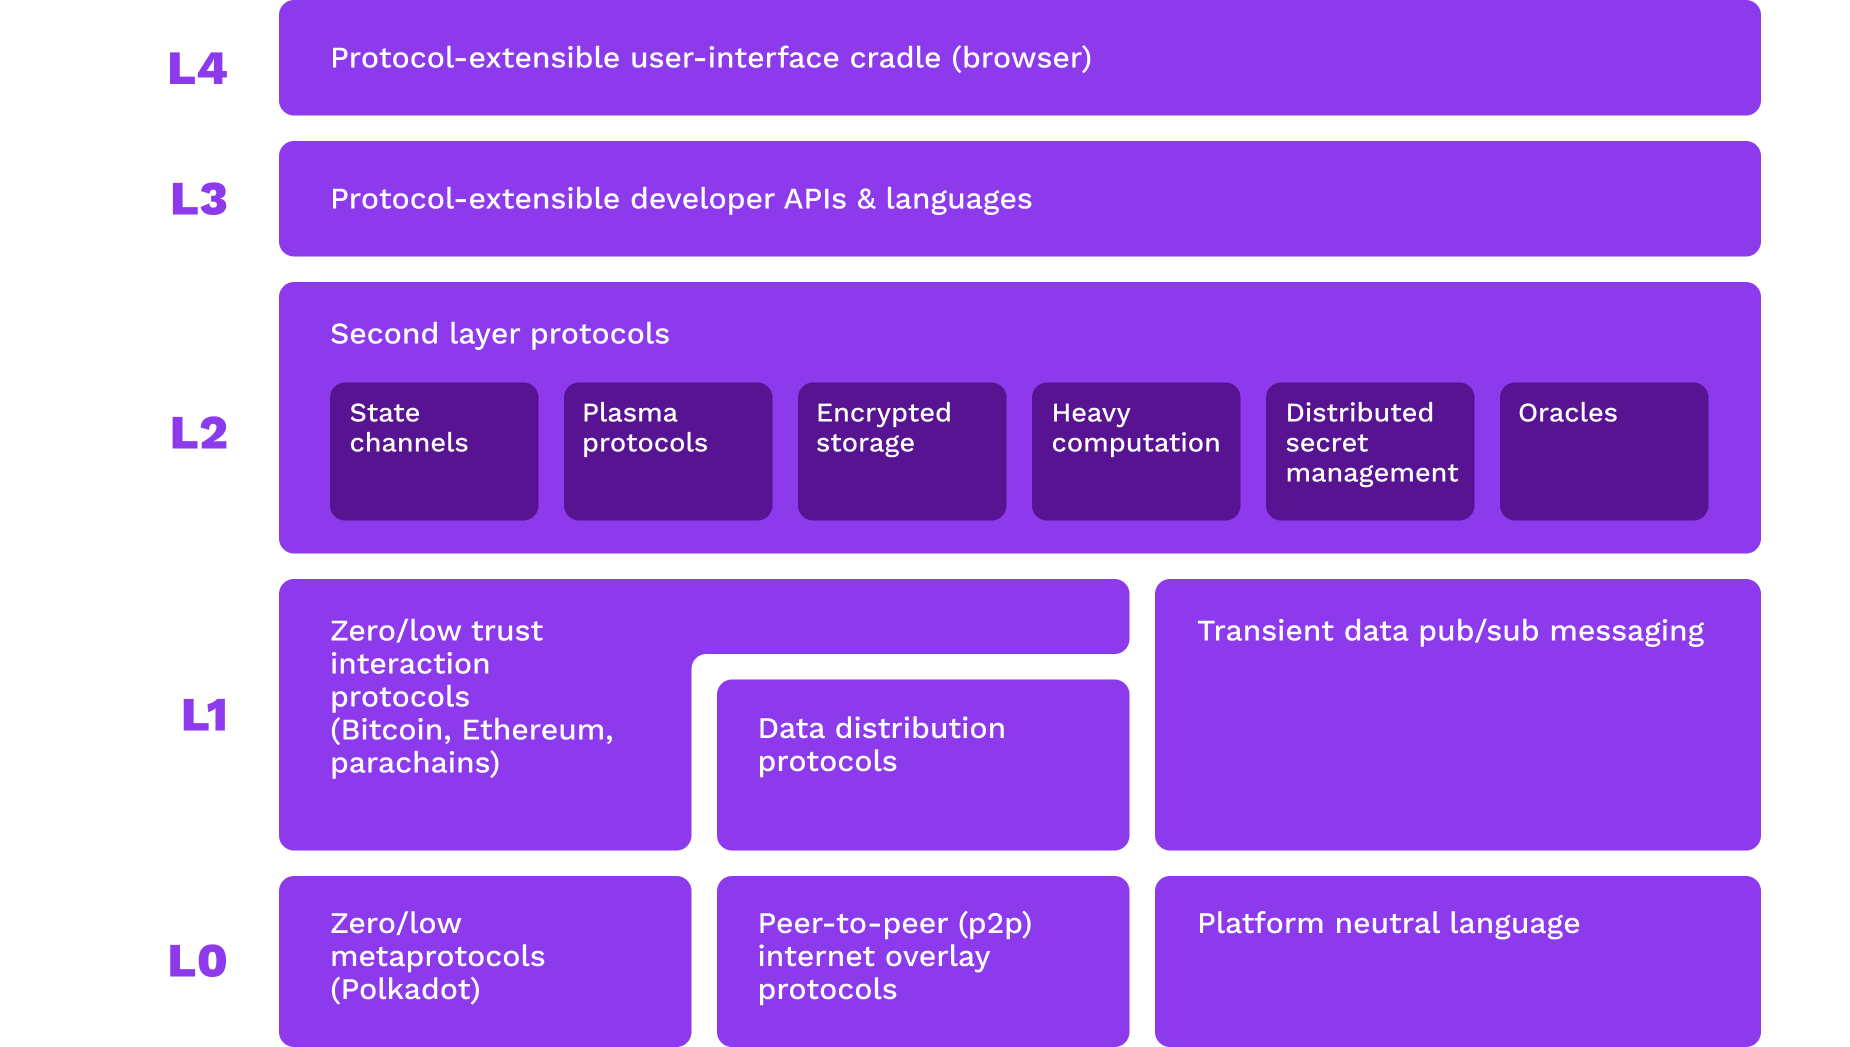 L4
Protocol-extensible user-interface cradle (browser)
L3
Protocol-extensible developer APIs & languages
L2
Second layer protocols
State
channels
Plasma
protocols
Encrypted
storage
Heavy
computation
Distributed
secret
management
Oracles
L1
Zero/low trust
interaction
protocols
(Bitcoin, Ethereum,
parachains)
Data distribution
protocols
Transient data pub/sub messaging
L0
Zero/low
metaprotocols
(Polkadot)
Peer-to-peer (p2p)
internet overlay
protocols
Platform neutral language